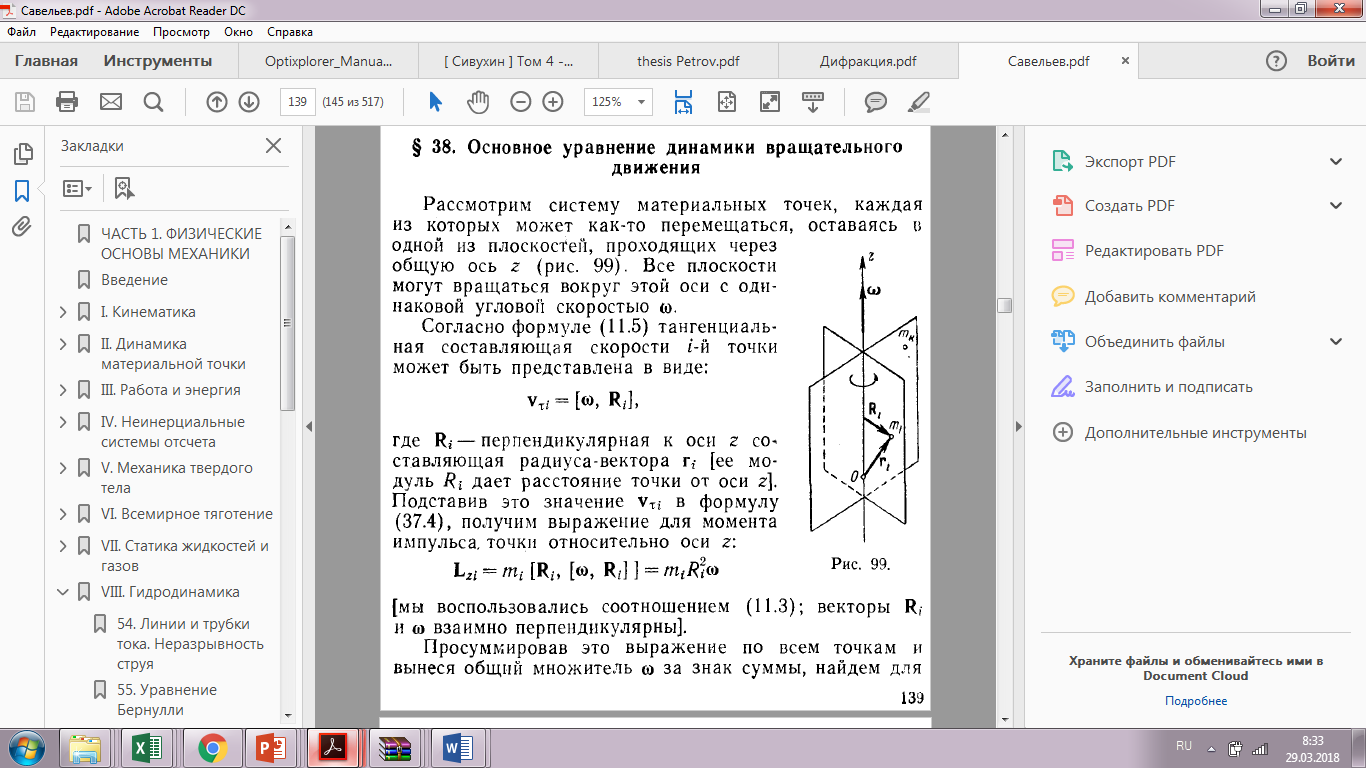 Савельев.pdf - Adobe Acrobat Reader DC
Файл Редактирование Просмотр Окно Справка
Главная Инструменты Optixplorer_Manua... [ Сивухин ] Том 4 -... thesis Petrov.pdf Дифракция.pdf Савельев.pdf × ? Войти
139 (145 из 517) 125%
Закладки
ЧАСТЬ 1. ФИЗИЧЕСКИЕ
ОСНОВЫ МЕХАНИКИ
Введение
I. Кинематика
II. Динамика
материальной точки
III. Работа и энергия
IV. Неинерциальные
системы отсчета
V. Механика твердого
тела
VI. Всемирное тяготение
VII. Статика жидкостей и
газов
VIII. Гидродинамика
54. Линии и трубки
тока. Неразрывность
струя
55. Уравнение
Бернулли
§ 38. Основное уравнение динамики вращательного
движения
Рассмотрим систему материальных точек, каждая
из которых может как-то перемещаться, оставаясь в
одной из плоскостей, проходящих через
общую ось z (рис. 99). Все плоскости
могут вращаться вокруг этой оси с оди-
наковой угловой скоростью ω.
Согласно формуле (11.5) тангенциаль-
ная составляющая скорости i-й точки
может быть представлена в виде:
v_τi = [ω, R_i],
где R_i — перпендикулярная к оси z со-
ставляющая радиуса-вектора r_i [ее мо-
дуль R_i дает расстояние точки от оси z].
Подставив это значение v_τi в формулу
(37.4), получим выражение для момента
импульса точки относительно оси z:
L_zi = m_i [R_i, [ω, R_i] ] = m_iR_i²ω
z
ω
m_к
R_i
m_i
r_i
O
Рис. 99.
[мы воспользовались соотношением (11.3); векторы R_i
и ω взаимно перпендикулярны].
Просуммировав это выражение по всем точкам и
вынеся общий множитель ω за знак суммы, найдем для
139
Экспорт PDF
Создать PDF
Редактировать PDF
Добавить комментарий
Объединить файлы
Заполнить и подписать
Дополнительные инструменты
Храните файлы и обменивайтесь ими в
Document Cloud
Подробнее
RU
8:33
29.03.2018